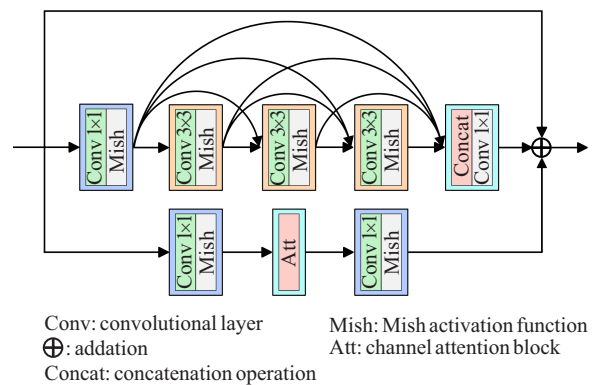 Conv 1×1
Mish
Conv 3×3
Mish
Conv 3×3
Mish
Conv 3×3
Mish
Concat
Conv 1×1
Conv 1×1
Mish
Att
Conv 1×1
Mish
Conv: convolutional layer
⊕: addation
Concat: concatenation operation
Mish: Mish activation function
Att: channel attention block